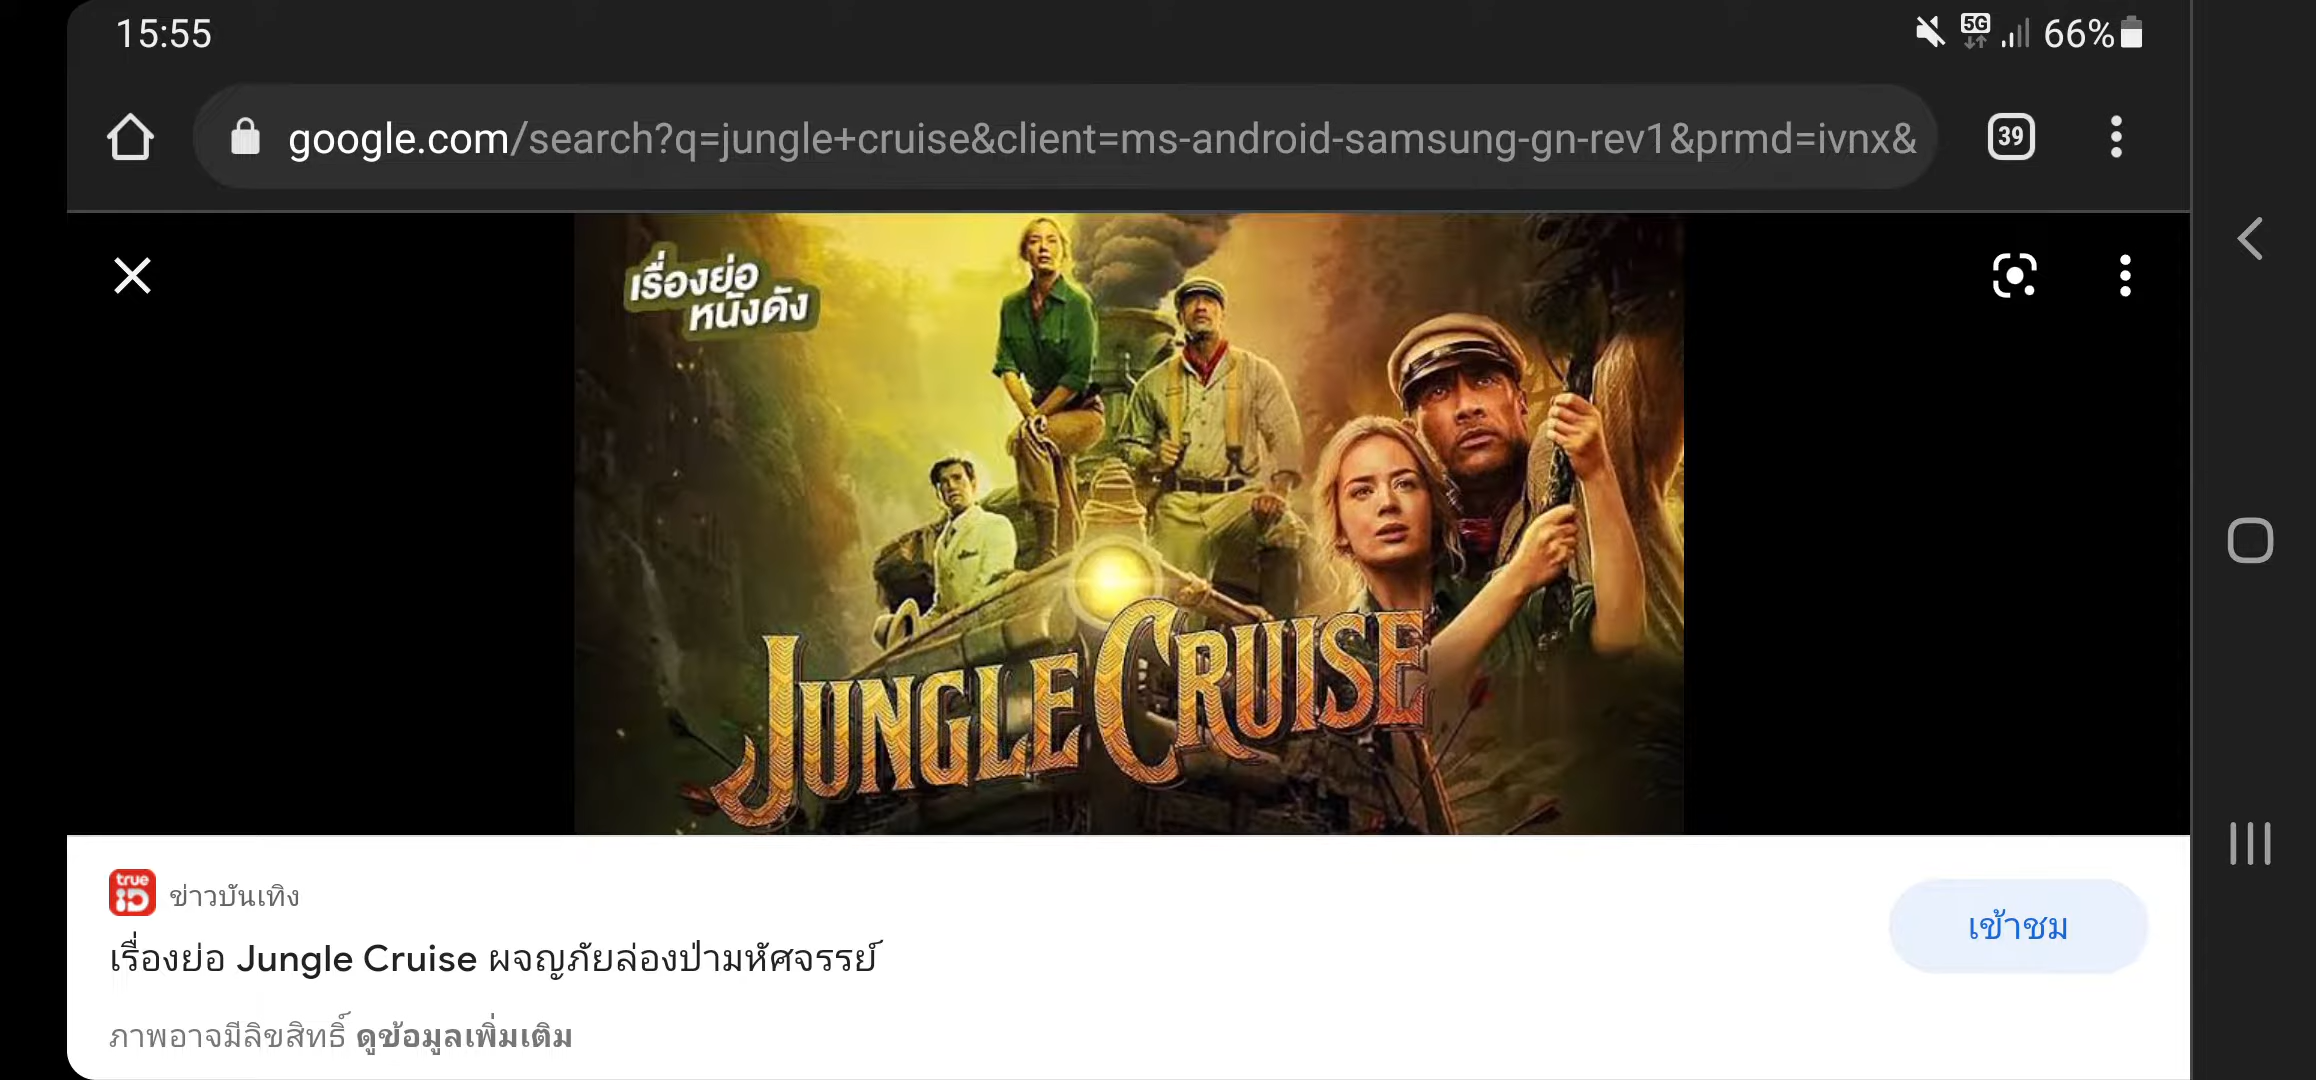 15:55
5G 66%
google.com/search?q=jungle+cruise&client=ms-android-samsung-gn-rev1&prmd=ivnx&
39
เรื่องย่อ
หนังดัง
JUNGLE CRUISE
true
iD
ข่าวบันเทิง
เรื่องย่อ Jungle Cruise ผจญภัยล่องป่ามหัศจรรย์
เข้าชม
ภาพอาจมีลิขสิทธิ์ ดูข้อมูลเพิ่มเติม